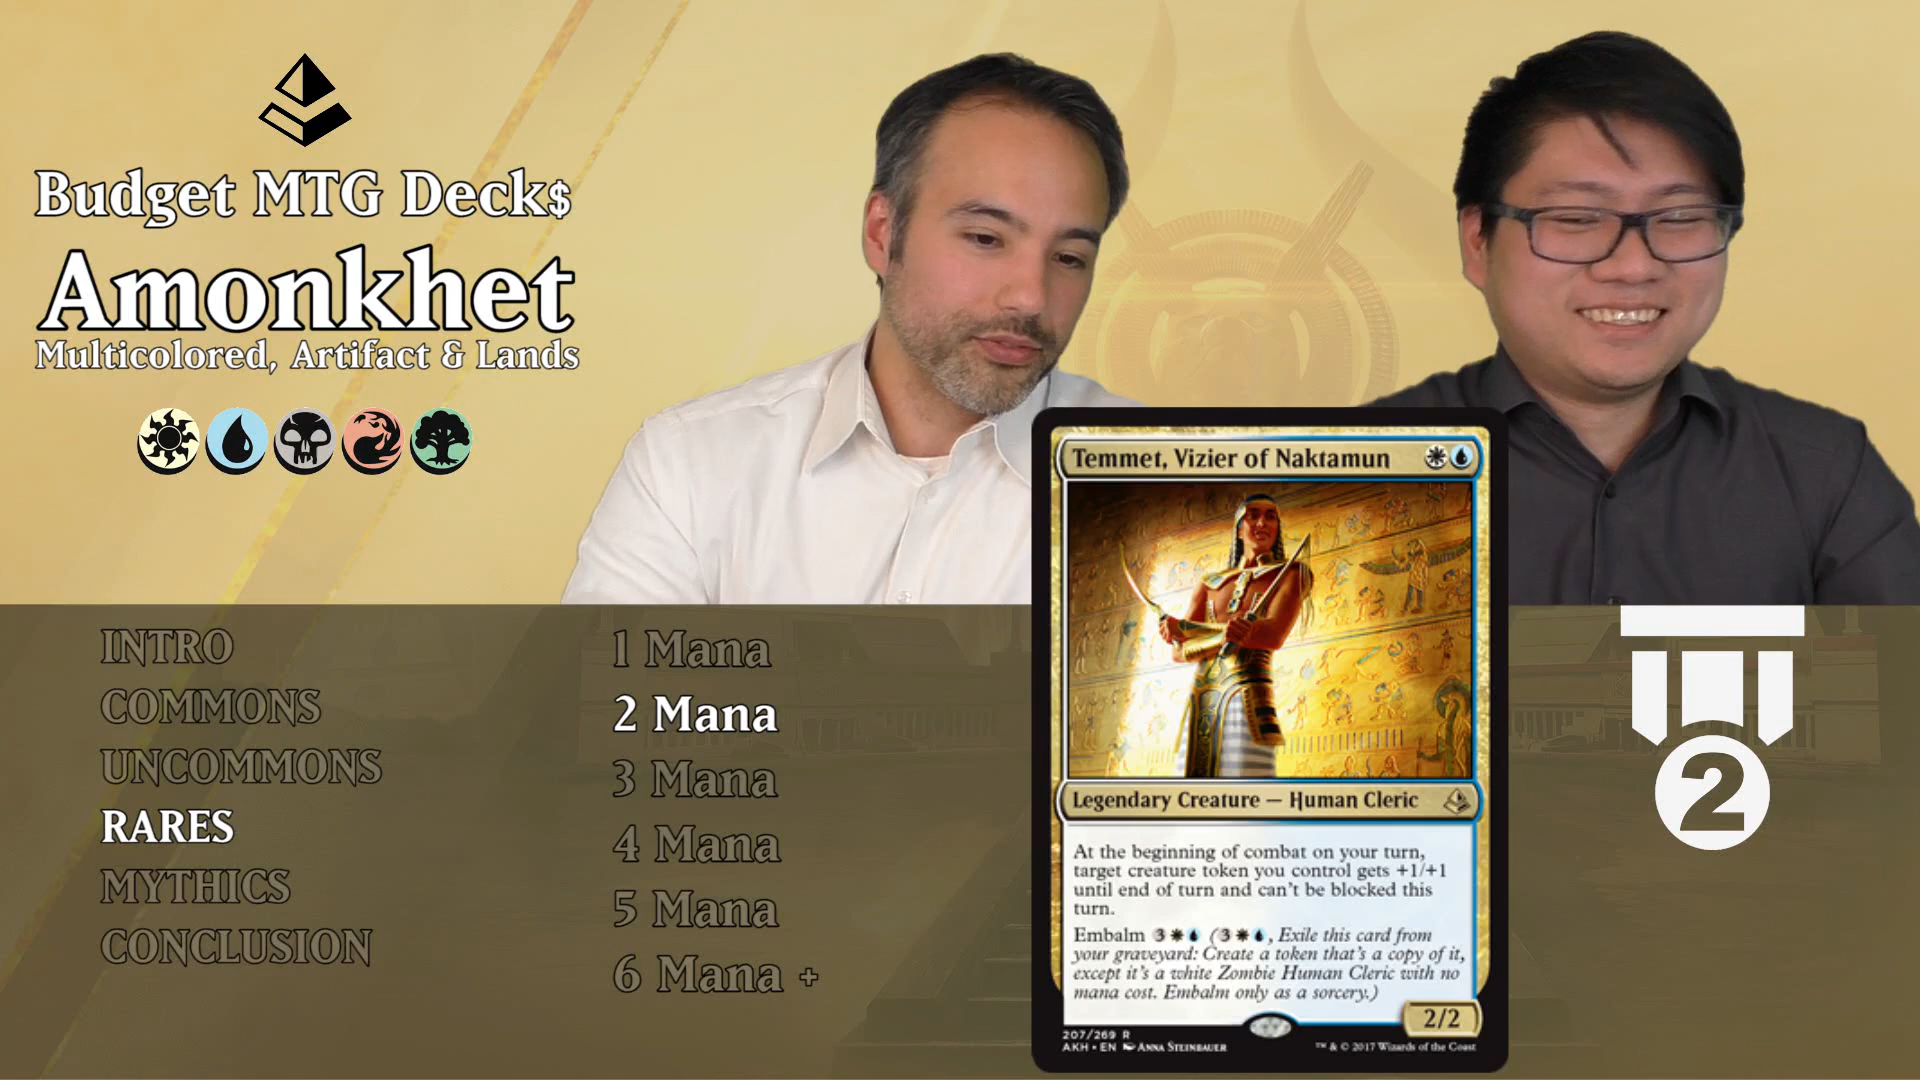 Budget MTG Deck$
Amonkhet
Multicolored, Artifact & Lands
INTRO
COMMONS
UNCOMMONS
RARES
MYTHICS
CONCLUSION
1 Mana
2 Mana
3 Mana
4 Mana
5 Mana
6 Mana +
Temmet, Vizier of Naktamun
Legendary Creature — Human Cleric
At the beginning of combat on your turn,
target creature token you control gets +1/+1
until end of turn and can't be blocked this
turn.
Embalm 3 (3 , Exile this card from
your graveyard: Create a token that's a copy of it,
except it's a white Zombie Human Cleric with no
mana cost. Embalm only as a sorcery.)
2/2
207/269 R
AKH • EN Anna Steinbauer
™ & © 2017 Wizards of the Coast
2